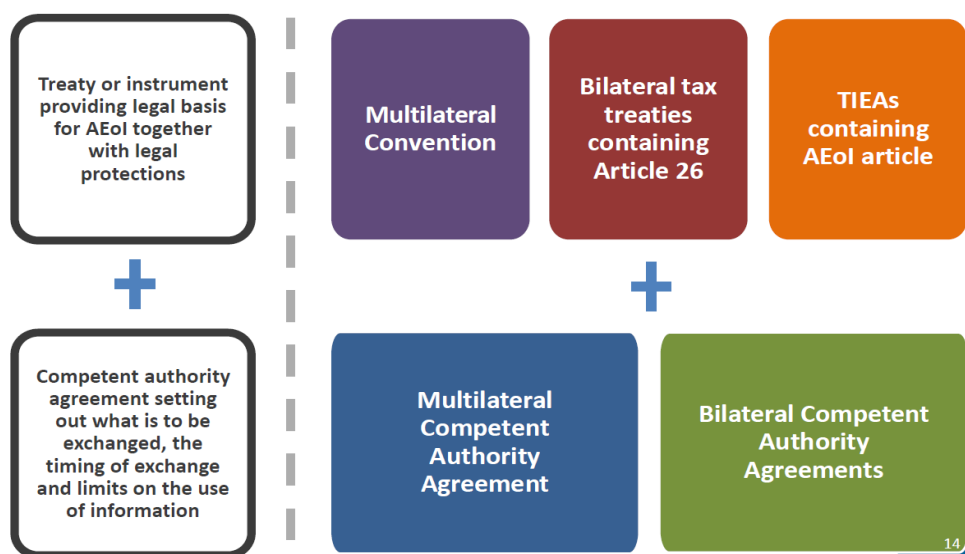 Treaty or instrument
providing legal basis
for AEoI together
with legal
protections
Multilateral
Convention
Bilateral tax
treaties
containing
Article 26
TIEAs
containing
AEoI article
Competent authority
agreement setting
out what is to be
exchanged, the
timing of exchange
and limits on the use
of information
Multilateral
Competent
Authority
Agreement
Bilateral Competent
Authority
Agreements
14